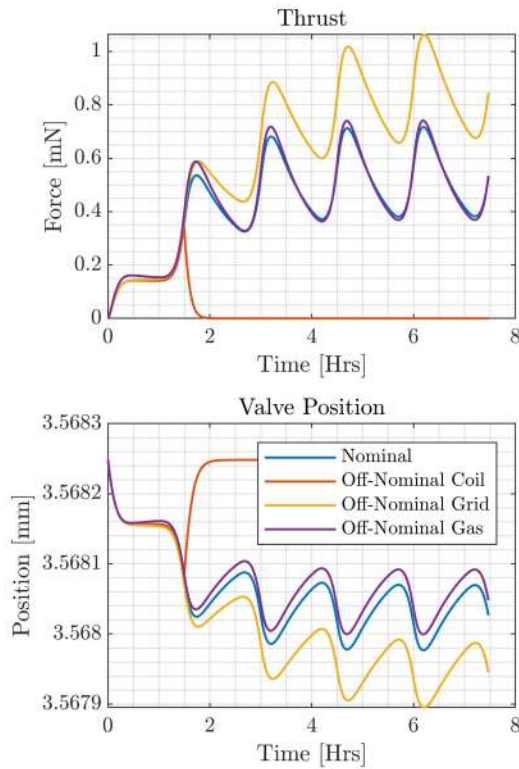 Thrust
1
0.8
0.6
0.4
0.2
0
Force [mN]
0
2
4
6
8
Time [Hrs]
Valve Position
3.5683
3.5682
3.5681
3.568
3.5679
Position [mm]
Nominal
Off-Nominal Coil
Off-Nominal Grid
Off-Nominal Gas
0
2
4
6
8
Time [Hrs]